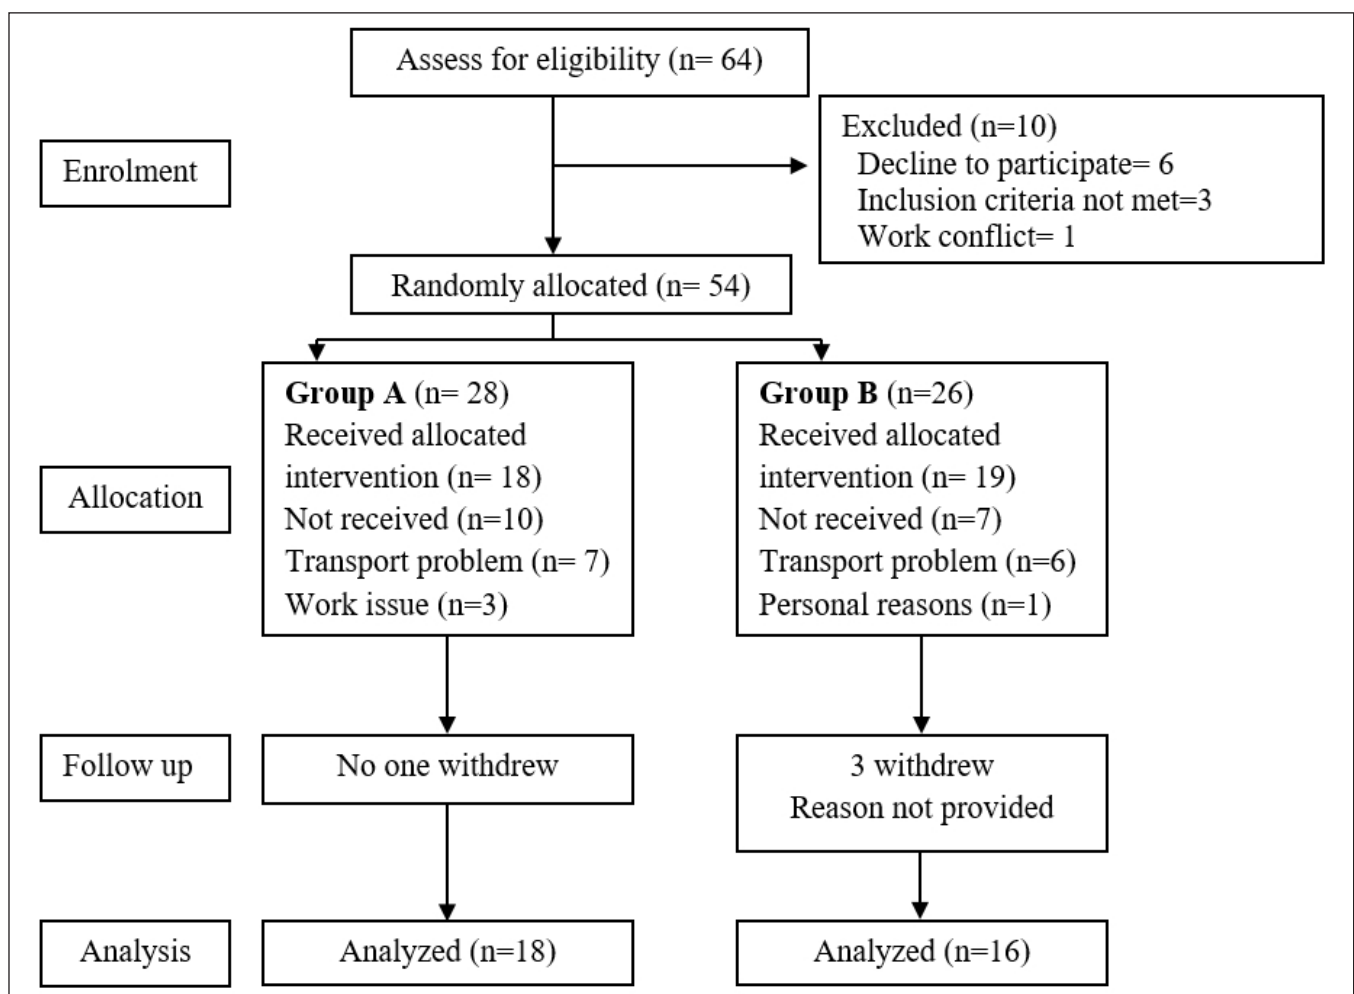 Assess for eligibility (n= 64)
Enrolment
Excluded (n=10)
Decline to participate= 6
Inclusion criteria not met=3
Work conflict= 1
Randomly allocated (n= 54)
Allocation
Group A (n= 28)
Received allocated
intervention (n= 18)
Not received (n=10)
Transport problem (n= 7)
Work issue (n=3)
Group B (n=26)
Received allocated
intervention (n= 19)
Not received (n=7)
Transport problem (n=6)
Personal reasons (n=1)
Follow up
No one withdrew
3 withdrew
Reason not provided
Analysis
Analyzed (n=18)
Analyzed (n=16)